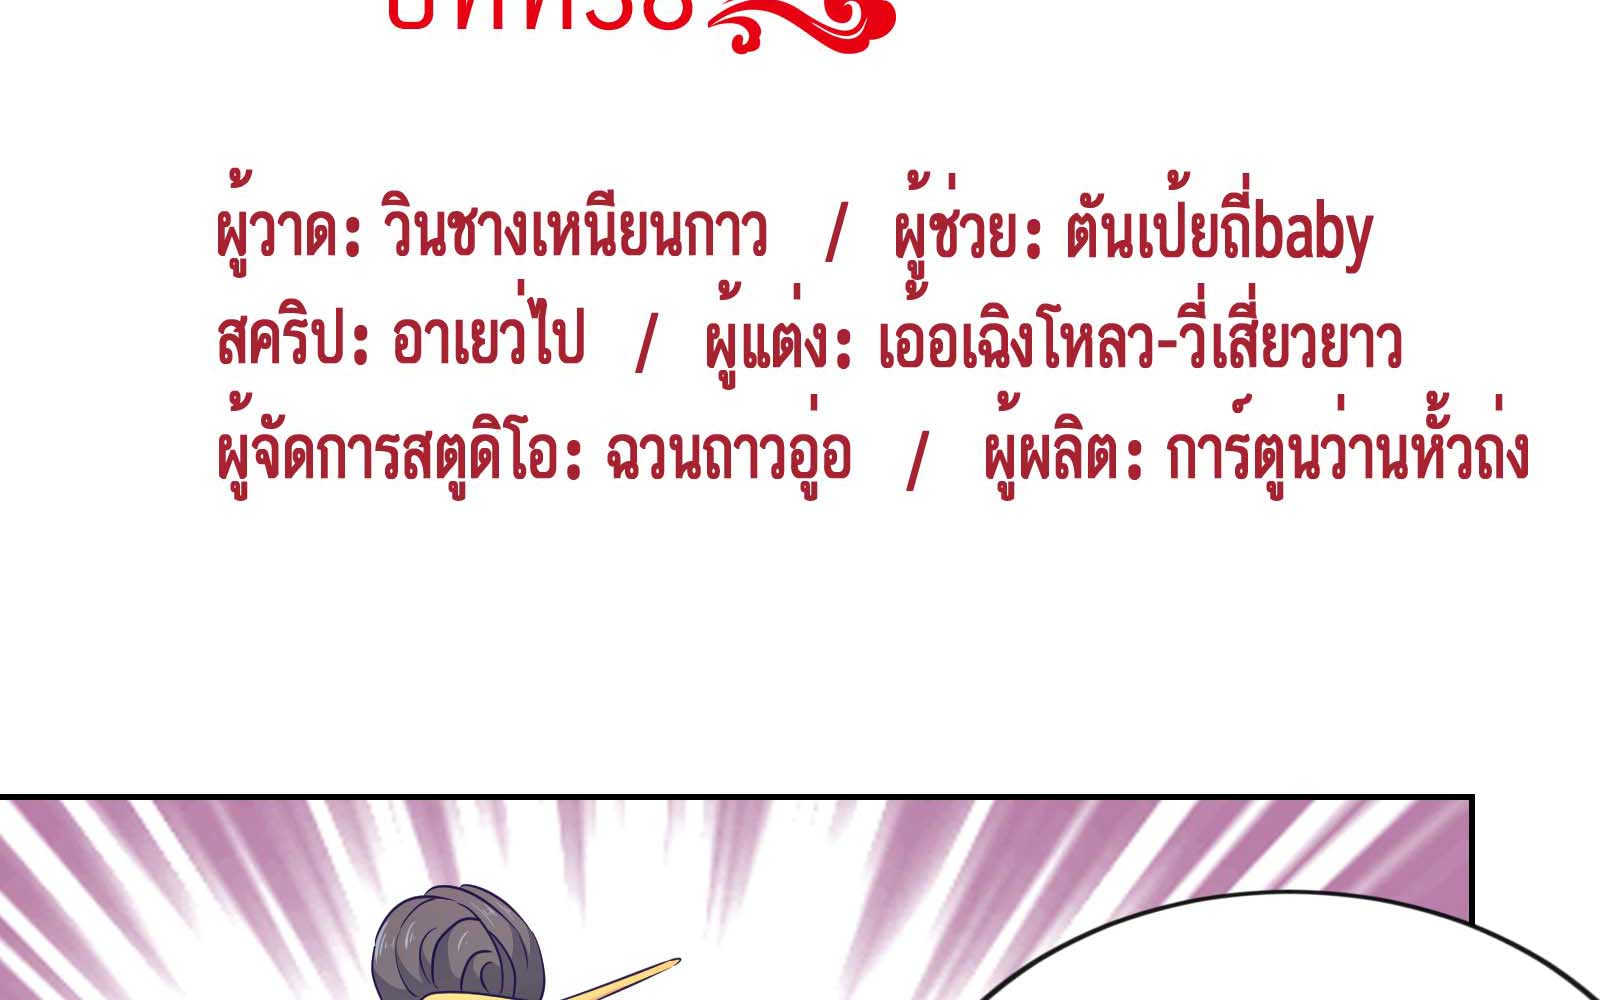 บทที่58
ผู้วาด: วินชางเหนียนกาว / ผู้ช่วย: ตันเป้ยถี่baby
สคริป: อาเยว่ไป / ผู้แต่ง: เอ้อเฉิงโหลว-วี่เสี่ยวยาว
ผู้จัดการสตูดิโอ: ฉวนถาวอู่อ / ผู้ผลิต: การ์ตูนว่านหั้วถ่ง